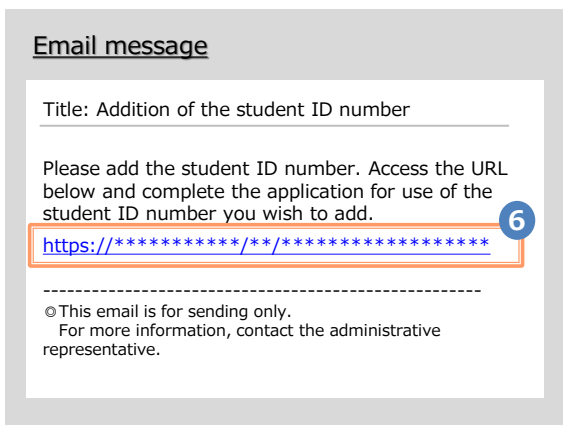 Email message
Title: Addition of the student ID number
Please add the student ID number. Access the URL
below and complete the application for use of the
student ID number you wish to add.
6
https://***********/**/******************
--------------------------------------------------------
◎This email is for sending only.
For more information, contact the administrative
representative.